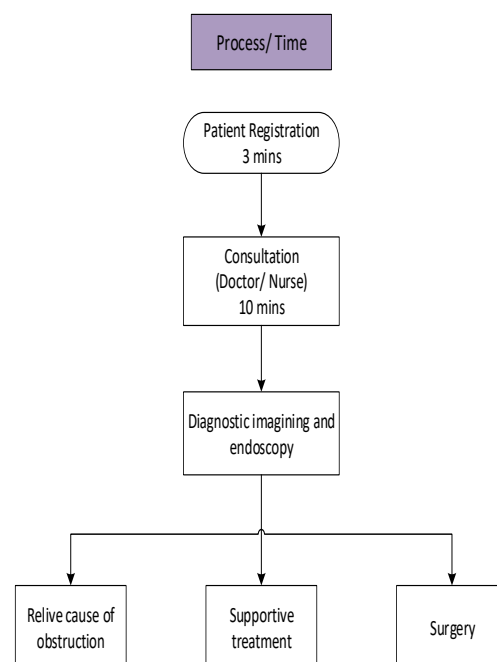 Process/ Time
Patient Registration
3 mins
Consultation
(Doctor/ Nurse)
10 mins
Diagnostic imagining and
endoscopy
Relive cause of
obstruction
Supportive
treatment
Surgery